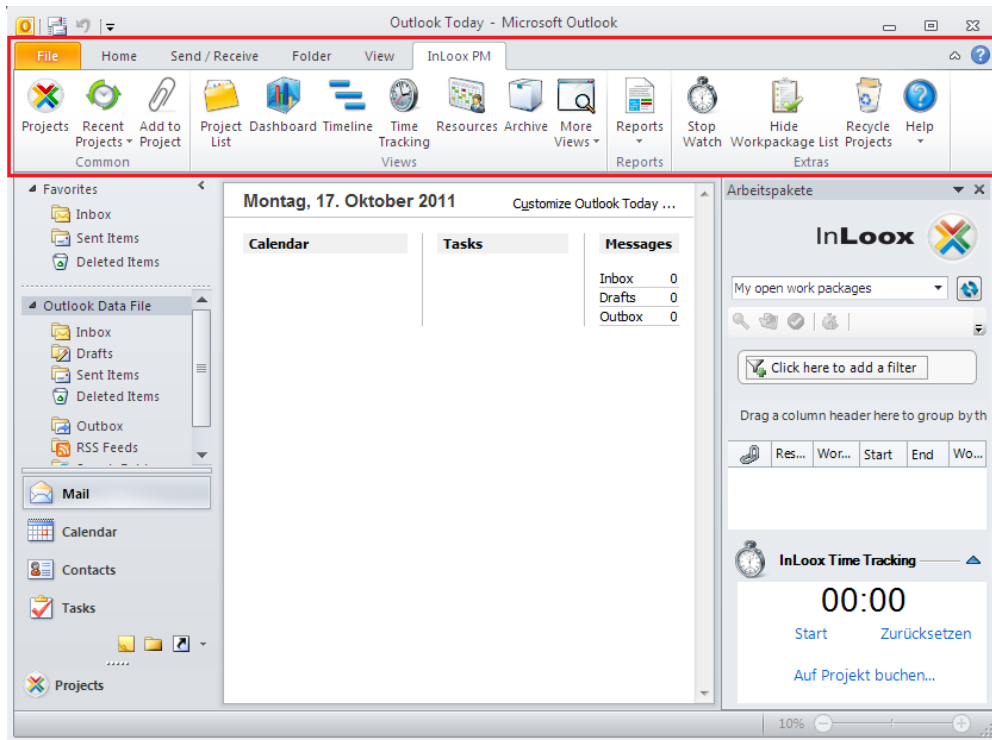 Outlook Today - Microsoft Outlook
File Home Send / Receive Folder View InLoox PM
Projects Recent Projects Add to Project
Common
Project List Dashboard Timeline Time Tracking Resources Archive More Views
Views
Reports
Reports
Stop Watch Hide Workpackage List Recycle Projects Help
Extras
Favorites
Inbox
Sent Items
Deleted Items
Outlook Data File
Inbox
Drafts
Sent Items
Deleted Items
Outbox
RSS Feeds
Mail
Calendar
Contacts
Tasks
Projects
Montag, 17. Oktober 2011 Customize Outlook Today ...
Calendar Tasks Messages
Inbox 0
Drafts 0
Outbox 0
Arbeitspakete
InLoox
My open work packages
Click here to add a filter
Drag a column header here to group by th
Res... Wor... Start End Wo...
InLoox Time Tracking
00:00
Start Zurücksetzen
Auf Projekt buchen...
10%